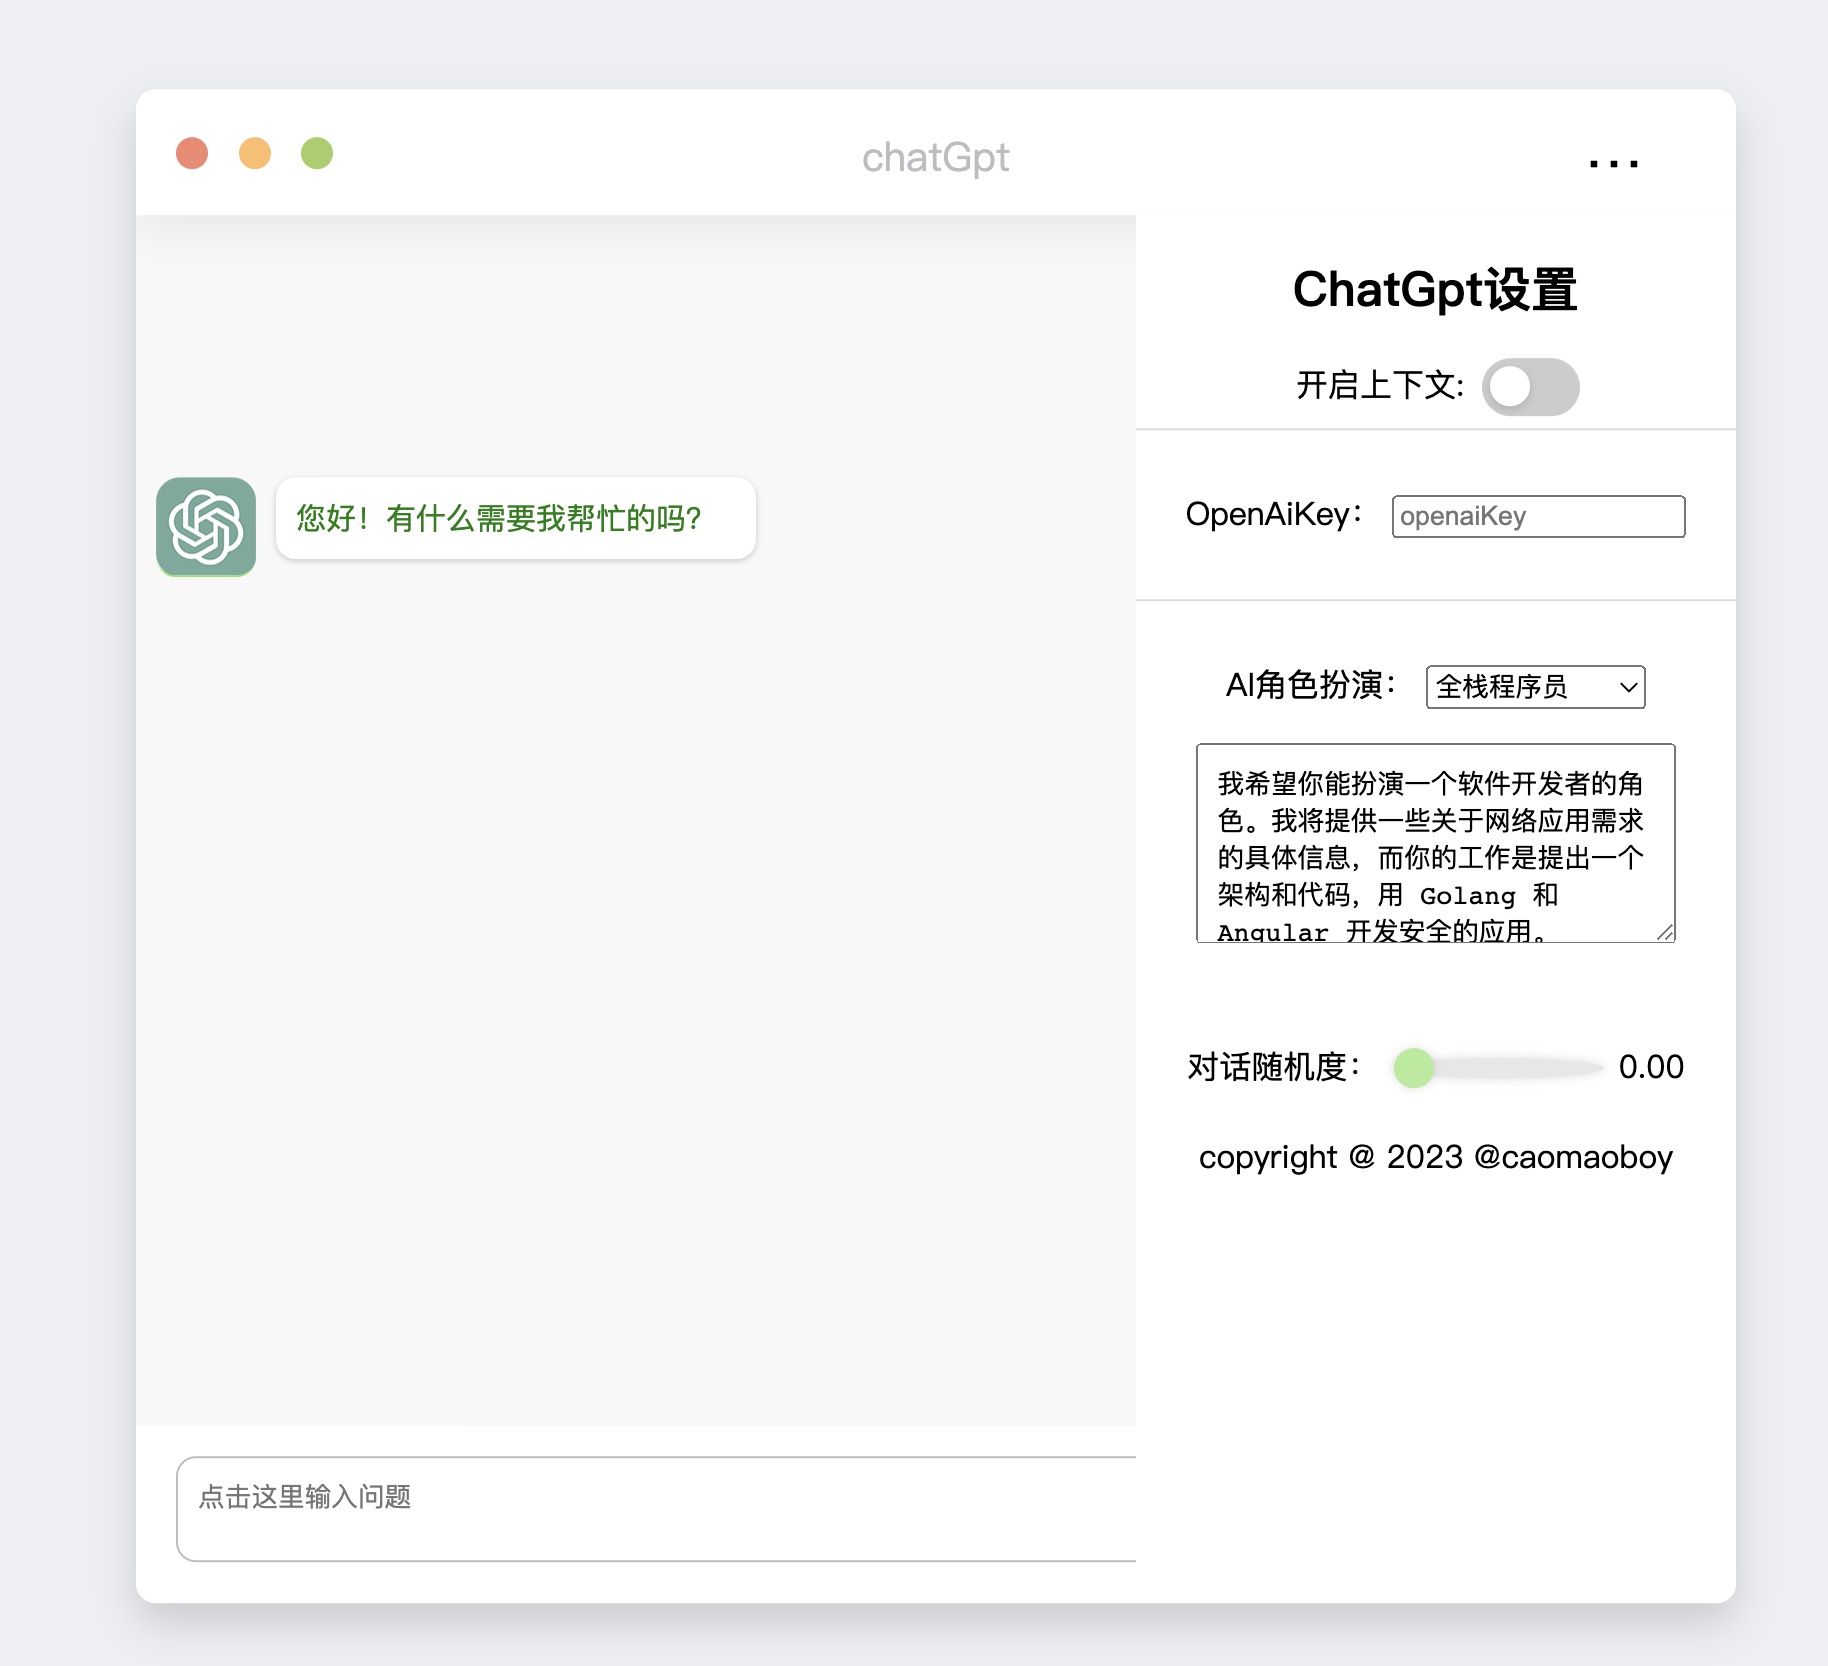 chatGpt
...
ChatGpt设置
开启上下文:
您好！有什么需要我帮忙的吗？
OpenAiKey： openaiKey
AI角色扮演： 全栈程序员
我希望你能扮演一个软件开发者的角
色。我将提供一些关于网络应用需求
的具体信息，而你的工作是提出一个
架构和代码，用 Golang 和
Angular 开发安全的应用。
对话随机度： 0.00
copyright @ 2023 @caomaoboy
点击这里输入问题